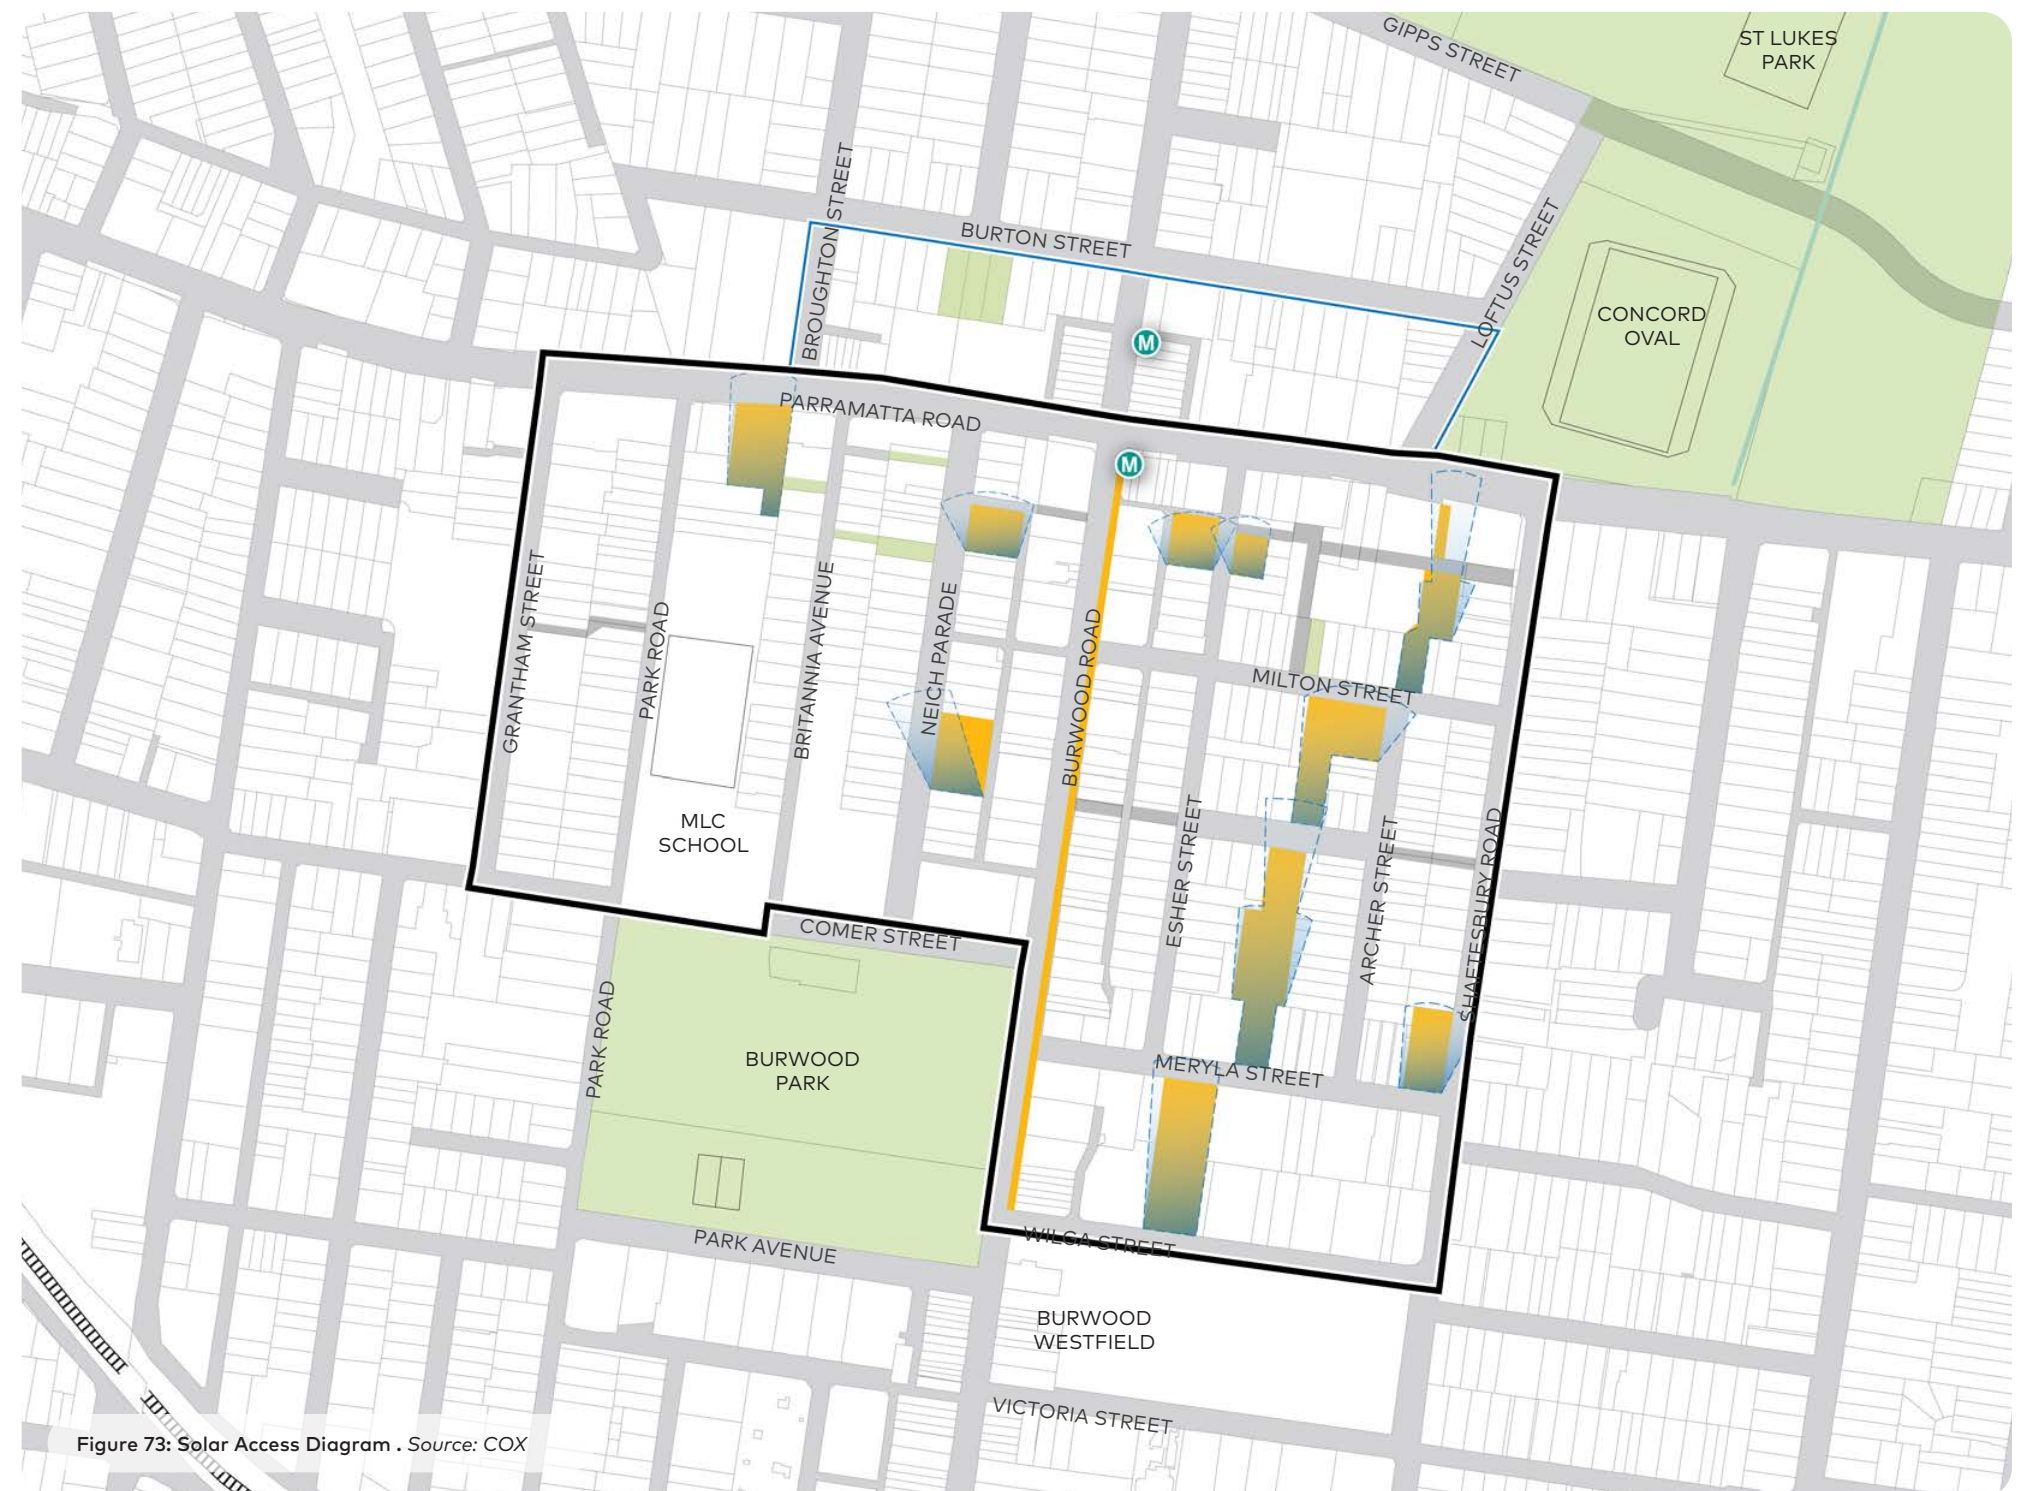 GIPPS STREET
ST LUKES
PARK
BROUGHTON STREET
BURTON STREET
LOFTUS STREET
CONCORD
OVAL
M
PARRAMATTA ROAD
M
GRANTHAM STREET
PARK ROAD
BRITANNIA AVENUE
NEICH PARADE
BURWOOD ROAD
MILTON STREET
MLC
SCHOOL
ESHER STREET
ARCHER STREET
SHAFTESBURY ROAD
COMER STREET
PARK ROAD
BURWOOD
PARK
MERYLA STREET
PARK AVENUE
WILGA STREET
BURWOOD
WESTFIELD
VICTORIA STREET
Figure 73: Solar Access Diagram . Source: COX